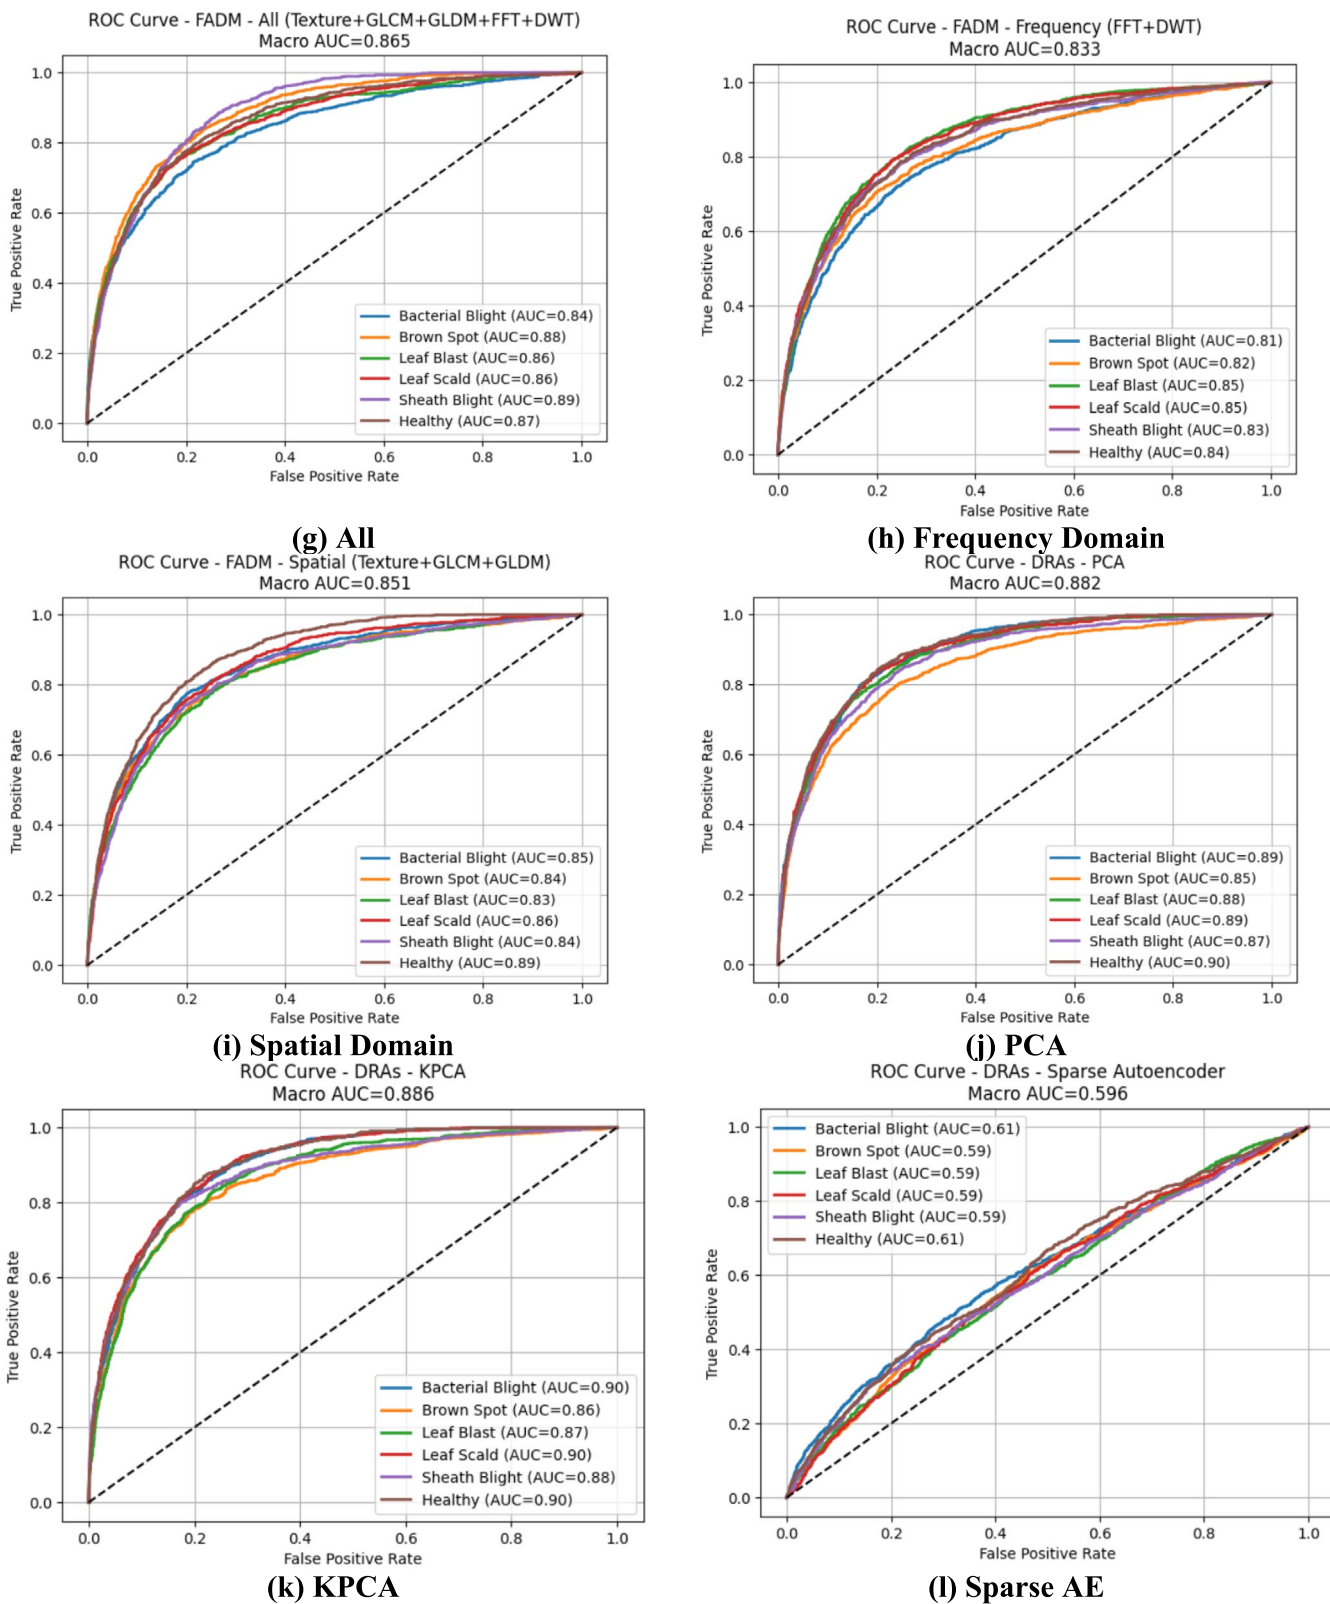 ROC Curve - FADM - All (Texture+GLCM+GLDM+FFT+DWT)
Macro AUC=0.865
1.0
0.8
0.6
0.4
0.2
0.0
True Positive Rate
Bacterial Blight (AUC=0.84)
Brown Spot (AUC=0.88)
Leaf Blast (AUC=0.86)
Leaf Scald (AUC=0.86)
Sheath Blight (AUC=0.89)
Healthy (AUC=0.87)
0.0 0.2 0.4 0.6 0.8 1.0
False Positive Rate
(g) All
ROC Curve - FADM - Frequency (FFT+DWT)
Macro AUC=0.833
1.0
0.8
0.6
0.4
0.2
0.0
True Positive Rate
Bacterial Blight (AUC=0.81)
Brown Spot (AUC=0.82)
Leaf Blast (AUC=0.85)
Leaf Scald (AUC=0.85)
Sheath Blight (AUC=0.83)
Healthy (AUC=0.84)
0.0 0.2 0.4 0.6 0.8 1.0
False Positive Rate
(h) Frequency Domain
ROC Curve - FADM - Spatial (Texture+GLCM+GLDM)
Macro AUC=0.851
1.0
0.8
0.6
0.4
0.2
0.0
True Positive Rate
Bacterial Blight (AUC=0.85)
Brown Spot (AUC=0.84)
Leaf Blast (AUC=0.83)
Leaf Scald (AUC=0.86)
Sheath Blight (AUC=0.84)
Healthy (AUC=0.89)
0.0 0.2 0.4 0.6 0.8 1.0
False Positive Rate
(i) Spatial Domain
ROC Curve - DRAs - PCA
Macro AUC=0.882
1.0
0.8
0.6
0.4
0.2
0.0
True Positive Rate
Bacterial Blight (AUC=0.89)
Brown Spot (AUC=0.85)
Leaf Blast (AUC=0.88)
Leaf Scald (AUC=0.89)
Sheath Blight (AUC=0.87)
Healthy (AUC=0.90)
0.0 0.2 0.4 0.6 0.8 1.0
False Positive Rate
(j) PCA
ROC Curve - DRAs - KPCA
Macro AUC=0.886
1.0
0.8
0.6
0.4
0.2
0.0
True Positive Rate
Bacterial Blight (AUC=0.90)
Brown Spot (AUC=0.86)
Leaf Blast (AUC=0.87)
Leaf Scald (AUC=0.90)
Sheath Blight (AUC=0.88)
Healthy (AUC=0.90)
0.0 0.2 0.4 0.6 0.8 1.0
False Positive Rate
(k) KPCA
ROC Curve - DRAs - Sparse Autoencoder
Macro AUC=0.596
1.0
0.8
0.6
0.4
0.2
0.0
True Positive Rate
Bacterial Blight (AUC=0.61)
Brown Spot (AUC=0.59)
Leaf Blast (AUC=0.59)
Leaf Scald (AUC=0.59)
Sheath Blight (AUC=0.59)
Healthy (AUC=0.61)
0.0 0.2 0.4 0.6 0.8 1.0
False Positive Rate
(l) Sparse AE